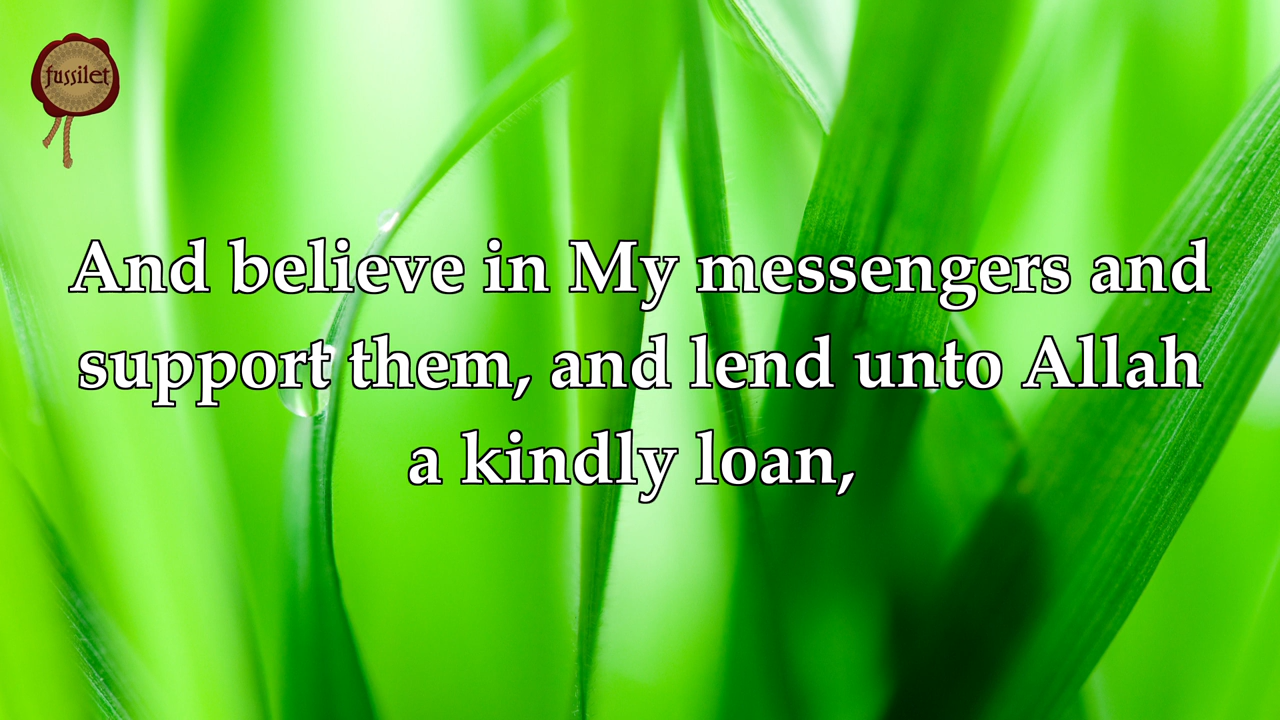 fussilet
And believe in My messengers and
support them, and lend unto Allah
a kindly loan,